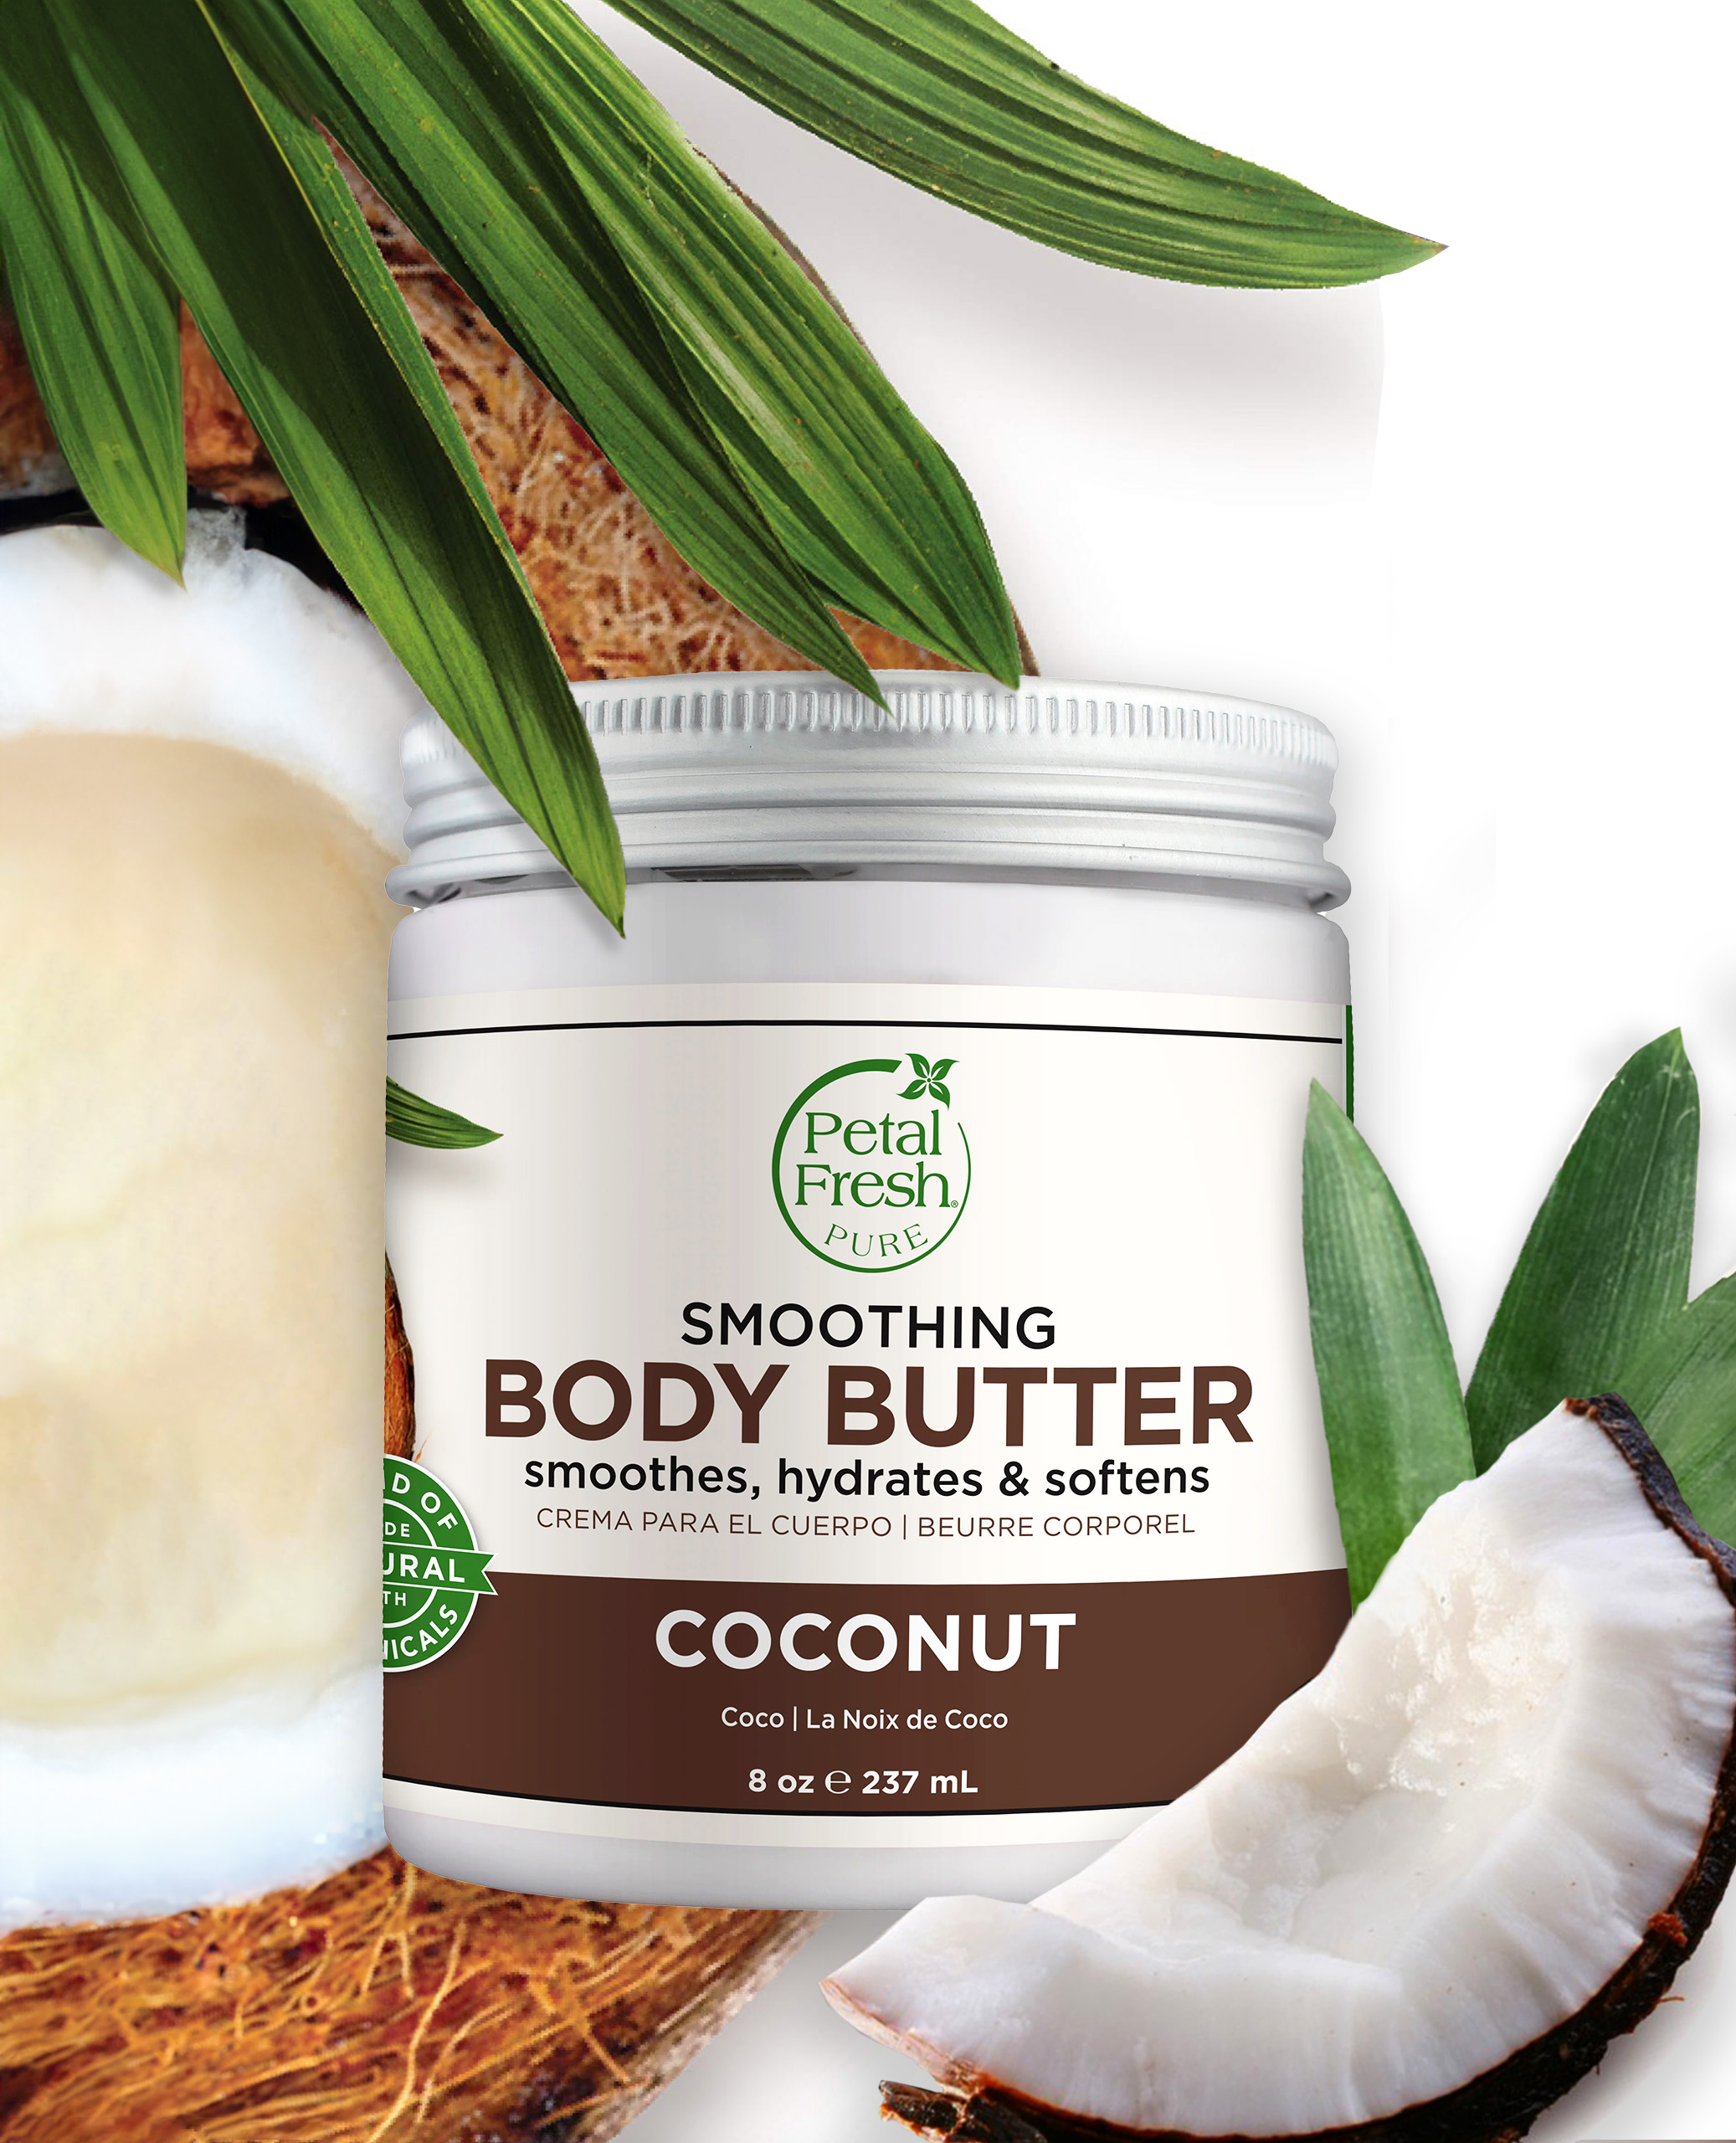 Petal
Fresh®
PURE
SMOOTHING
BODY BUTTER
smoothes, hydrates & softens
CREMA PARA EL CUERPO | BEURRE CORPOREL
COCONUT
Coco | La Noix de Coco
8 oz ℮ 237 mL
OF